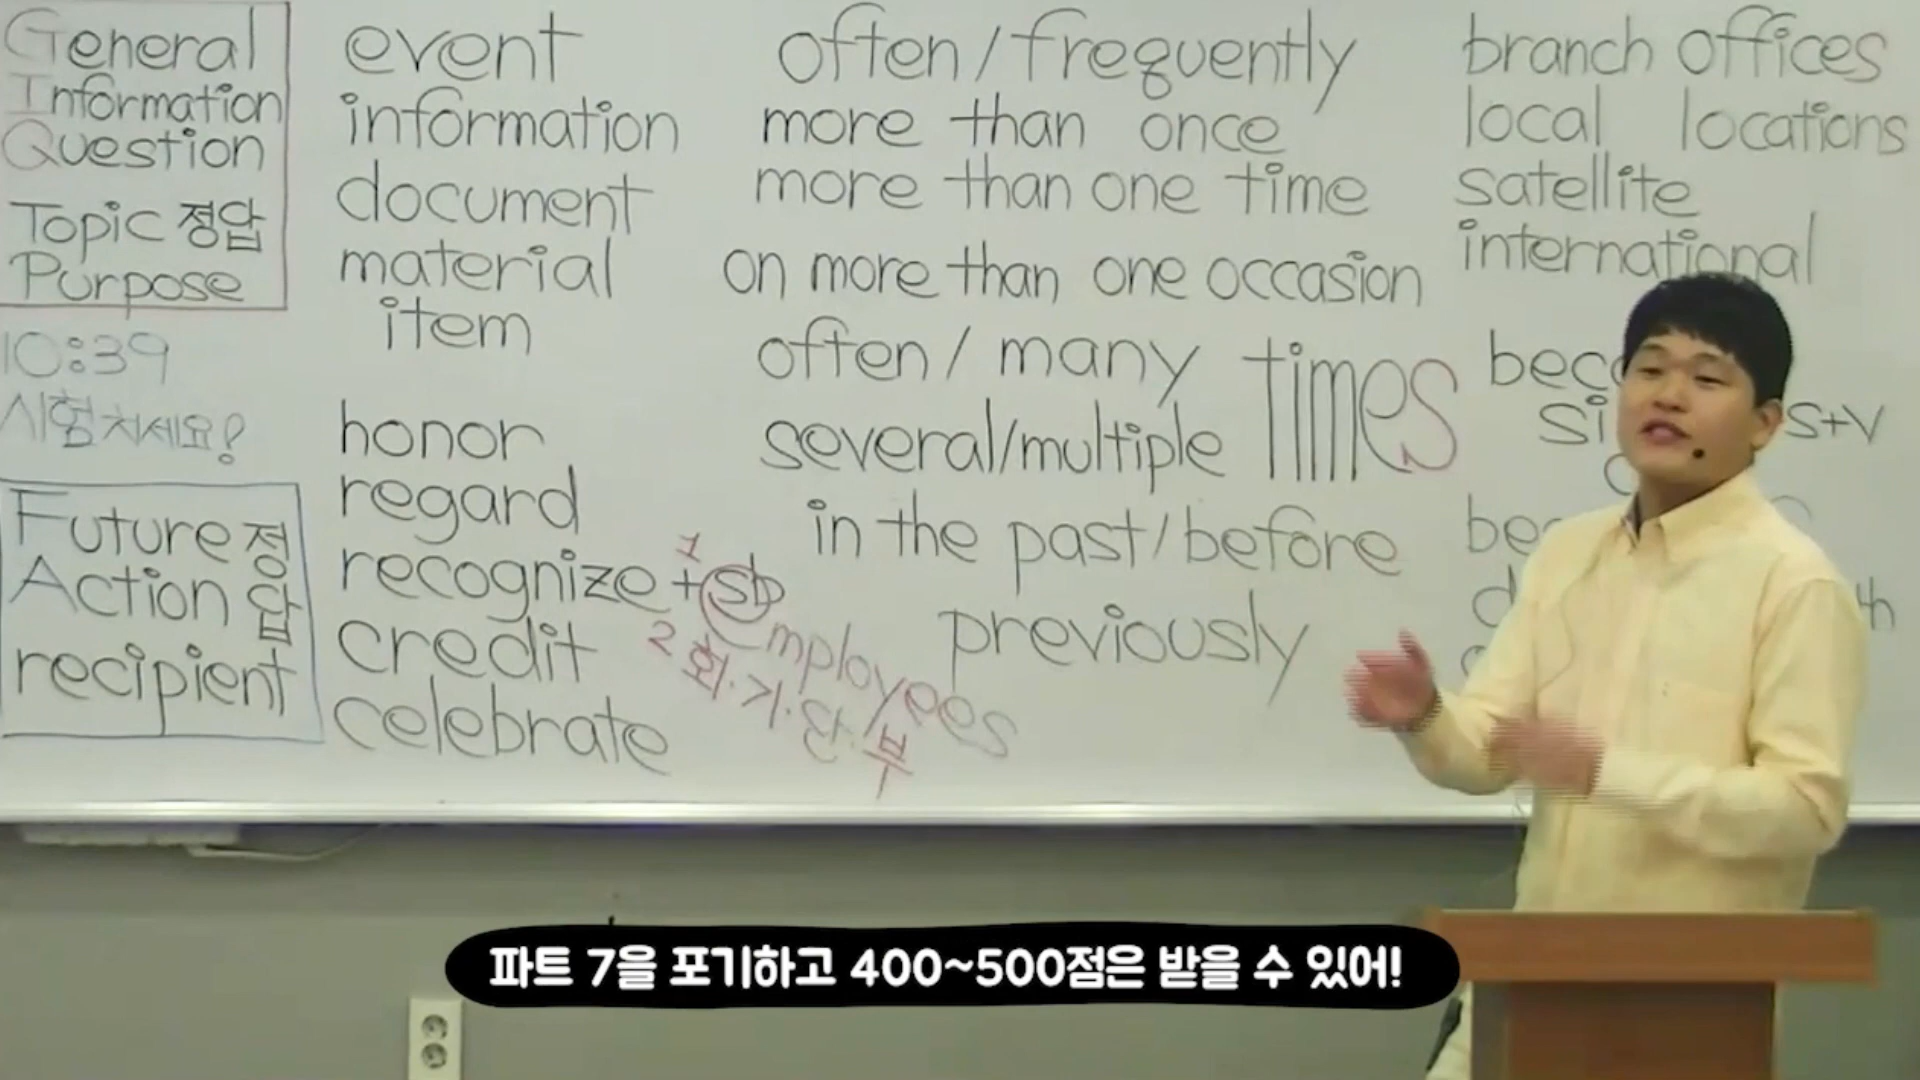 General
Information
Question
Topic 정답
Purpose
10:39
시험치세요!
Future 정
Action 답
recipient
event
information
document
material
item
honor
regard
recognize + sb
credit
celebrate
1
2 회·기·단·부
employees
often / frequently
more than once
more than one time
on more than one occasion
often / many times
several/multiple
in the past / before
previously
branch offices
local locations
satellite
international
S+V
파트 7을 포기하고 400~500점은 받을 수 있어!